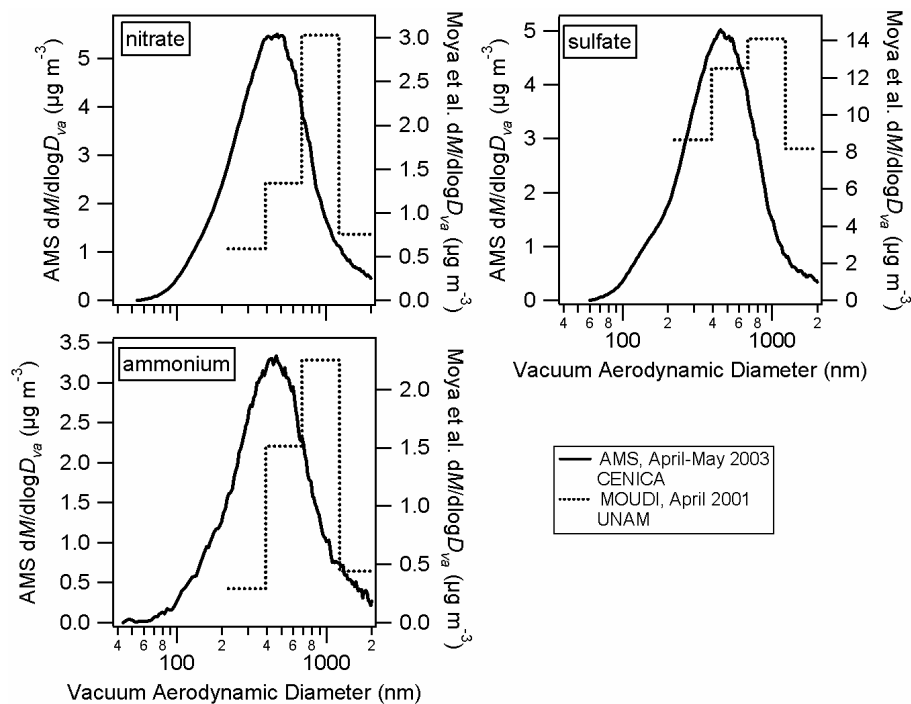 nitrate
AMS dM/dlogDva (µg m-3)
5
4
3
2
1
0
3.0
2.5
2.0
1.5
1.0
0.5
0.0
Moya et al. dM/dlogDva (µg m-3)
sulfate
AMS dM/dlogDva (µg m-3)
5
4
3
2
1
0
14
12
10
8
6
4
2
0
Moya et al. dM/dlogDva (µg m-3)
4 6 8 100 2 4 6 8 1000 2
Vacuum Aerodynamic Diameter (nm)
ammonium
AMS dM/dlogDva (µg m-3)
3.5
3.0
2.5
2.0
1.5
1.0
0.5
0.0
2.0
1.5
1.0
0.5
0.0
Moya et al. dM/dlogDva (µg m-3)
4 6 8 100 2 4 6 8 1000 2
Vacuum Aerodynamic Diameter (nm)
AMS, April-May 2003
CENICA
MOUDI, April 2001
UNAM